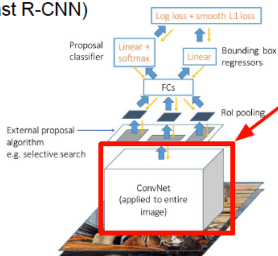 ast R-CNN)
Log loss + smooth L1 loss
Proposal
classifier
Linear +
softmax
Linear
Bounding box
regressors
FCs
RoI pooling
External proposal
algorithm
e.g. selective search
ConvNet
(applied to entire
image)